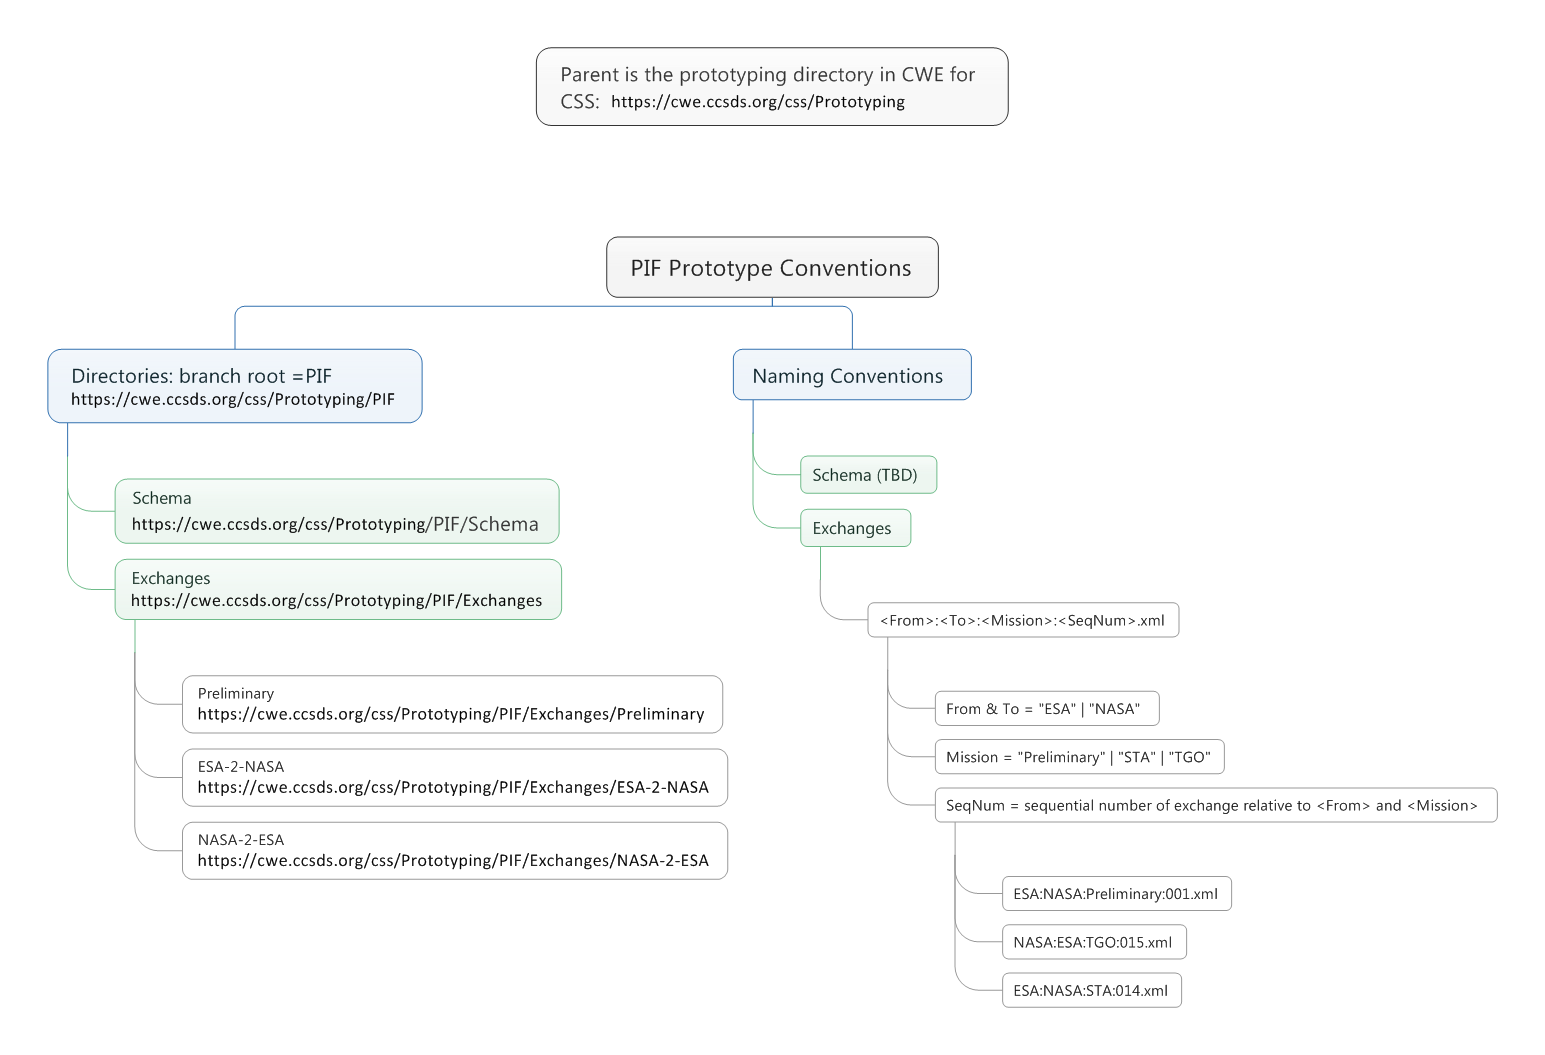 Parent is the prototyping directory in CWE for
CSS: https://cwe.ccsds.org/css/Prototyping
PIF Prototype Conventions
Directories: branch root =PIF
https://cwe.ccsds.org/css/Prototyping/PIF
Schema
https://cwe.ccsds.org/css/Prototyping/PIF/Schema
Exchanges
https://cwe.ccsds.org/css/Prototyping/PIF/Exchanges
Preliminary
https://cwe.ccsds.org/css/Prototyping/PIF/Exchanges/Preliminary
ESA-2-NASA
https://cwe.ccsds.org/css/Prototyping/PIF/Exchanges/ESA-2-NASA
NASA-2-ESA
https://cwe.ccsds.org/css/Prototyping/PIF/Exchanges/NASA-2-ESA
Naming Conventions
Schema (TBD)
Exchanges
<From>:<To>:<Mission>:<SeqNum>.xml
From & To = "ESA" | "NASA"
Mission = "Preliminary" | "STA" | "TGO"
SeqNum = sequential number of exchange relative to <From> and <Mission>
ESA:NASA:Preliminary:001.xml
NASA:ESA:TGO:015.xml
ESA:NASA:STA:014.xml